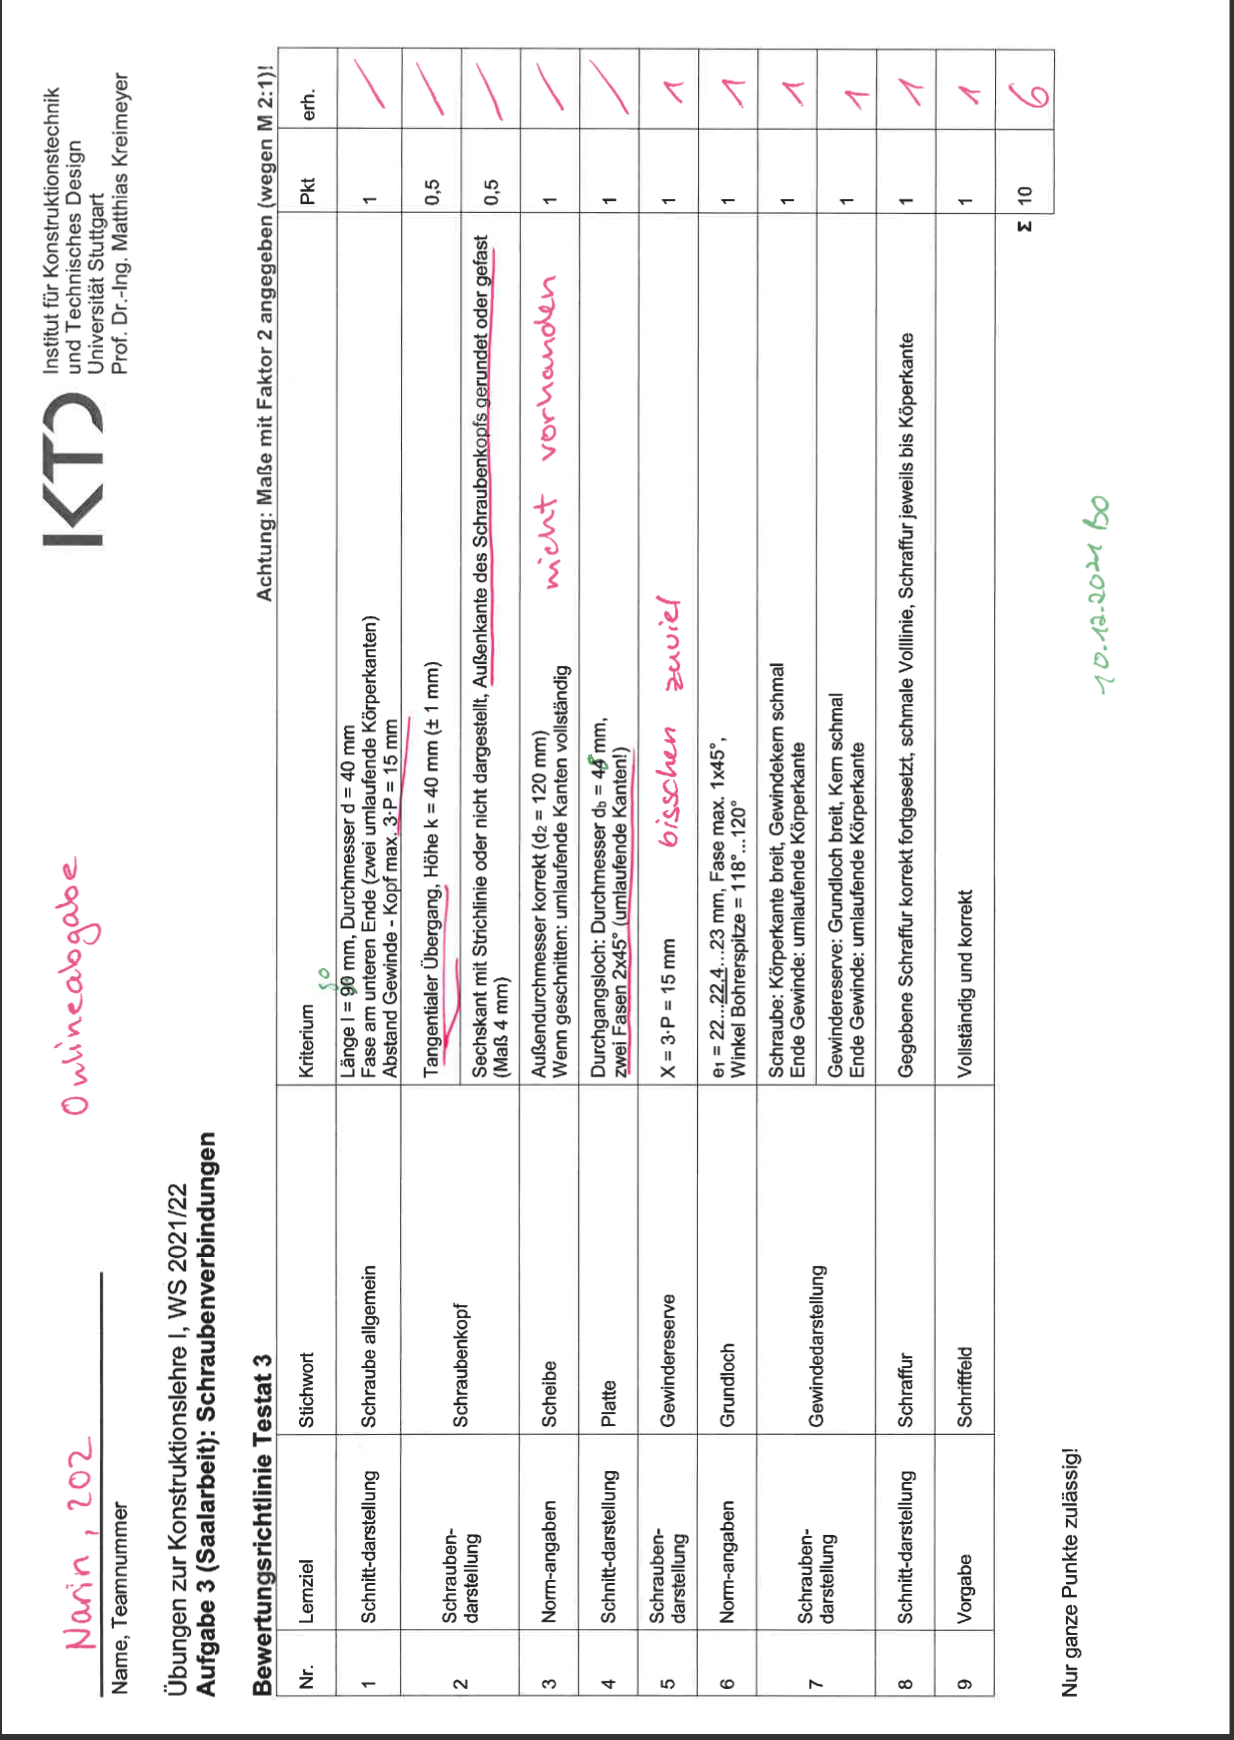 Narin, 202
Onlineabgabe
Name, Teamnummer
IKTD
Institut für Konstruktionstechnik
und Technisches Design
Universität Stuttgart
Prof. Dr.-Ing. Matthias Kreimeyer
Übungen zur Konstruktionslehre I, WS 2021/22
Aufgabe 3 (Saalarbeit): Schraubenverbindungen
Bewertungsrichtlinie Testat 3
Achtung: Maße mit Faktor 2 angegeben (wegen M 2:1)!
Nr. Lernziel Stichwort Kriterium Pkt erh.
1 Schnitt-darstellung Schraube allgemein Länge l = 90 mm, Durchmesser d = 40 mm 1 /
80
Fase am unteren Ende (zwei umlaufende Körperkanten)
Abstand Gewinde - Kopf max. 3·P = 15 mm
2 Schrauben-
darstellung
Schraubenkopf
Tangentialer Übergang, Höhe k = 40 mm (± 1 mm) 0,5 /
Sechskant mit Strichlinie oder nicht dargestellt, Außenkante des Schraubenkopfs gerundet oder gefast 0,5 /
(Maß 4 mm)
3 Norm-angaben Scheibe Außendurchmesser korrekt (d2 = 120 mm) 1 /
Wenn geschnitten: umlaufende Kanten vollständig
nicht vorhanden
4 Schnitt-darstellung Platte Durchgangsloch: Durchmesser db = 44 mm, 1 /
8
zwei Fasen 2x45° (umlaufende Kanten!)
5 Schrauben-
darstellung
Gewindereserve X = 3·P = 15 mm bisschen zuviel 1 1
6 Norm-angaben Grundloch e1 = 22...22,4...23 mm, Fase max. 1x45°, 1 1
Winkel Bohrerspitze = 118°...120°
7 Schrauben-
darstellung
Gewindedarstellung
Schraube: Körperkante breit, Gewindekern schmal 1 1
Ende Gewinde: umlaufende Körperkante
Gewindereserve: Grundloch breit, Kern schmal 1 1
Ende Gewinde: umlaufende Körperkante
8 Schnitt-darstellung Schraffur Gegebene Schraffur korrekt fortgesetzt, schmale Volllinie, Schraffur jeweils bis Köperkante 1 1
9 Vorgabe Schriftfeld Vollständig und korrekt 1 1
Σ 10 6
Nur ganze Punkte zulässig!
10.12.2021 BO